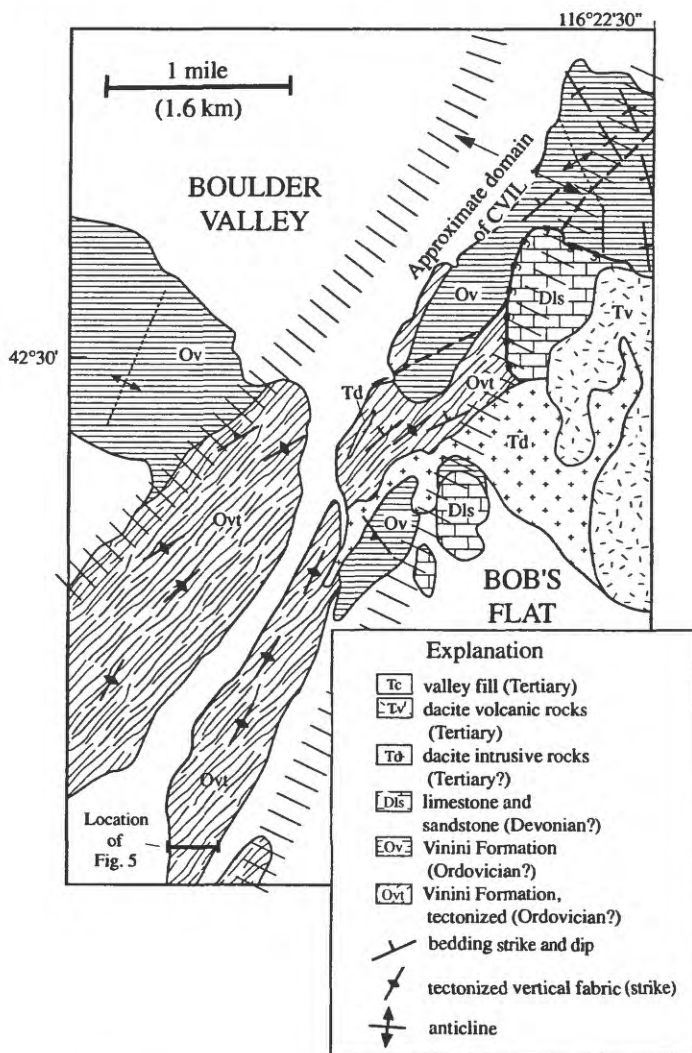 116°22'30"
1 mile
(1.6 km)
BOULDER
VALLEY
Approximate domain
of CVIL
42°30'
Ov
Ov
Dls
Tv
Td
Ovt
Td
Ovt
Ov
Dls
BOB'S
FLAT
Ovt
Location
of
Fig. 5
Explanation
Tc valley fill (Tertiary)
Tv dacite volcanic rocks
(Tertiary)
Td dacite intrusive rocks
(Tertiary?)
Dls limestone and
sandstone (Devonian?)
Ov Vinini Formation
(Ordovician?)
Ovt Vinini Formation,
tectonized (Ordovician?)
bedding strike and dip
tectonized vertical fabric (strike)
anticline